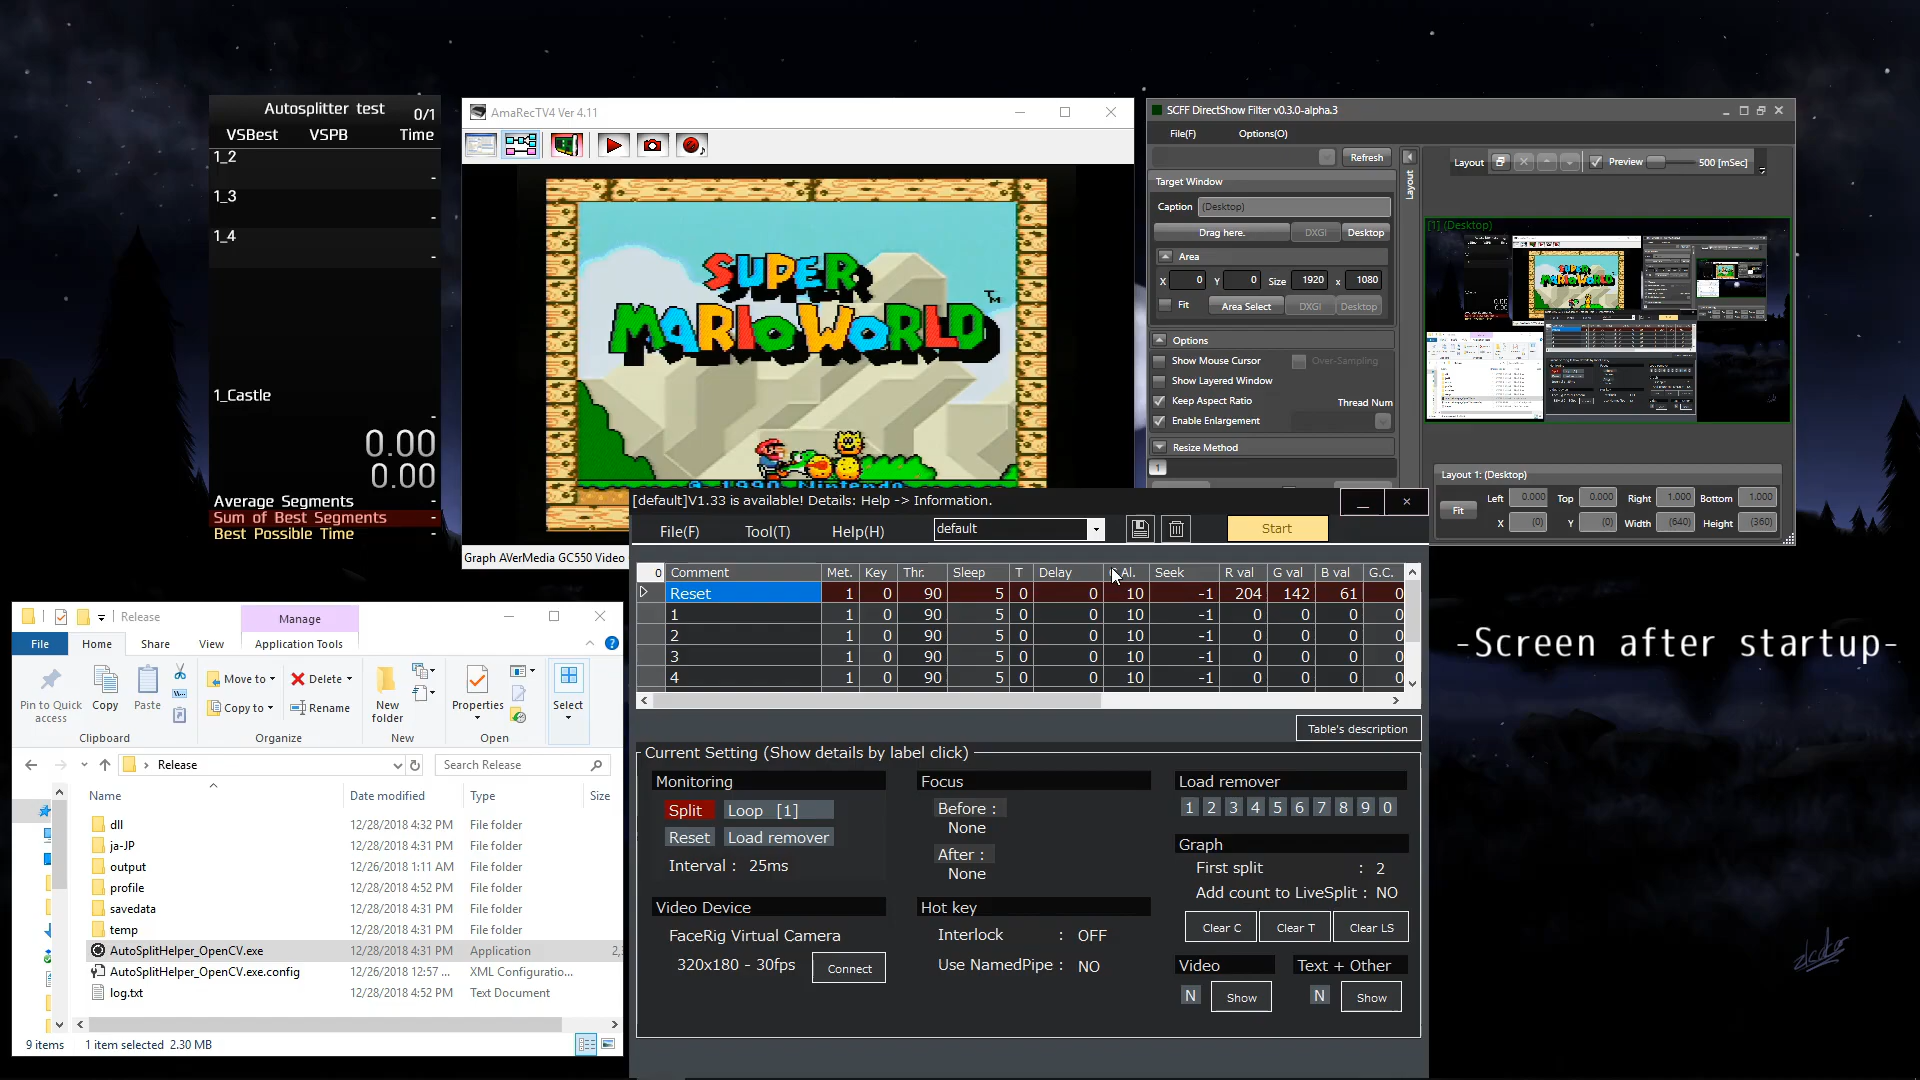 Autosplitter test 0/1
VSBest VSPB Time
1_2
-
1_3
-
1_4
-
1_Castle
-
0.00
0.00
Average Segments -
Sum of Best Segments -
Best Possible Time -
AmaRecTV4 Ver 4.11
SUPER
MARIO WORLD
TM
© 1990 Nintendo
Graph AVerMedia GC550 Video
SCFF DirectShow Filter v0.3.0-alpha.3
File(F) Options(O)
Refresh
Target Window
Caption (Desktop)
Drag here. DXGI Desktop
Area
X 0 Y 0 Size 1920 x 1080
Fit Area Select DXGI Desktop
Options
Show Mouse Cursor Over-Sampling
Show Layered Window
Keep Aspect Ratio Thread Num
Enable Enlargement
Resize Method
1
Layout
Layout Preview 500 [mSec]
[1] (Desktop)
Layout 1: (Desktop)
Fit Left 0.000 Top 0.000 Right 1.000 Bottom 1.000
X (0) Y (0) Width (640) Height (360)
[default]V1.33 is available! Details: Help -> Information.
File(F) Tool(T) Help(H) default Start
0 Comment Met. Key Thr. Sleep T Delay Al. Seek R val G val B val G.C.
Reset 1 0 90 5 0 0 10 -1 204 142 61 0
1 1 0 90 5 0 0 10 -1 0 0 0 0
2 1 0 90 5 0 0 10 -1 0 0 0 0
3 1 0 90 5 0 0 10 -1 0 0 0 0
4 1 0 90 5 0 0 10 -1 0 0 0 0
Table's description
Current Setting (Show details by label click)
Monitoring
Split Loop [1]
Reset Load remover
Interval : 25ms
Video Device
FaceRig Virtual Camera
320x180 - 30fps Connect
Focus
Before :
None
After :
None
Hot key
Interlock : OFF
Use NamedPipe : NO
Load remover
1 2 3 4 5 6 7 8 9 0
Graph
First split : 2
Add count to LiveSplit : NO
Clear C Clear T Clear LS
Video Text + Other
N Show N Show
-Screen after startup-
Release
Manage
File Home Share View Application Tools
Pin to Quick access
Copy
Paste
Clipboard
Move to
Copy to
Delete
Rename
Organize
New folder
New
Properties
Open
Select
Release
Search Release
Name Date modified Type Size
dll 12/28/2018 4:32 PM File folder
ja-JP 12/28/2018 4:31 PM File folder
output 12/26/2018 1:11 AM File folder
profile 12/28/2018 4:52 PM File folder
savedata 12/28/2018 4:31 PM File folder
temp 12/28/2018 4:31 PM File folder
AutoSplitHelper_OpenCV.exe 12/28/2018 4:31 PM Application 2,
AutoSplitHelper_OpenCV.exe.config 12/26/2018 12:57 ... XML Configuratio...
log.txt 12/28/2018 4:52 PM Text Document
9 items 1 item selected 2.30 MB